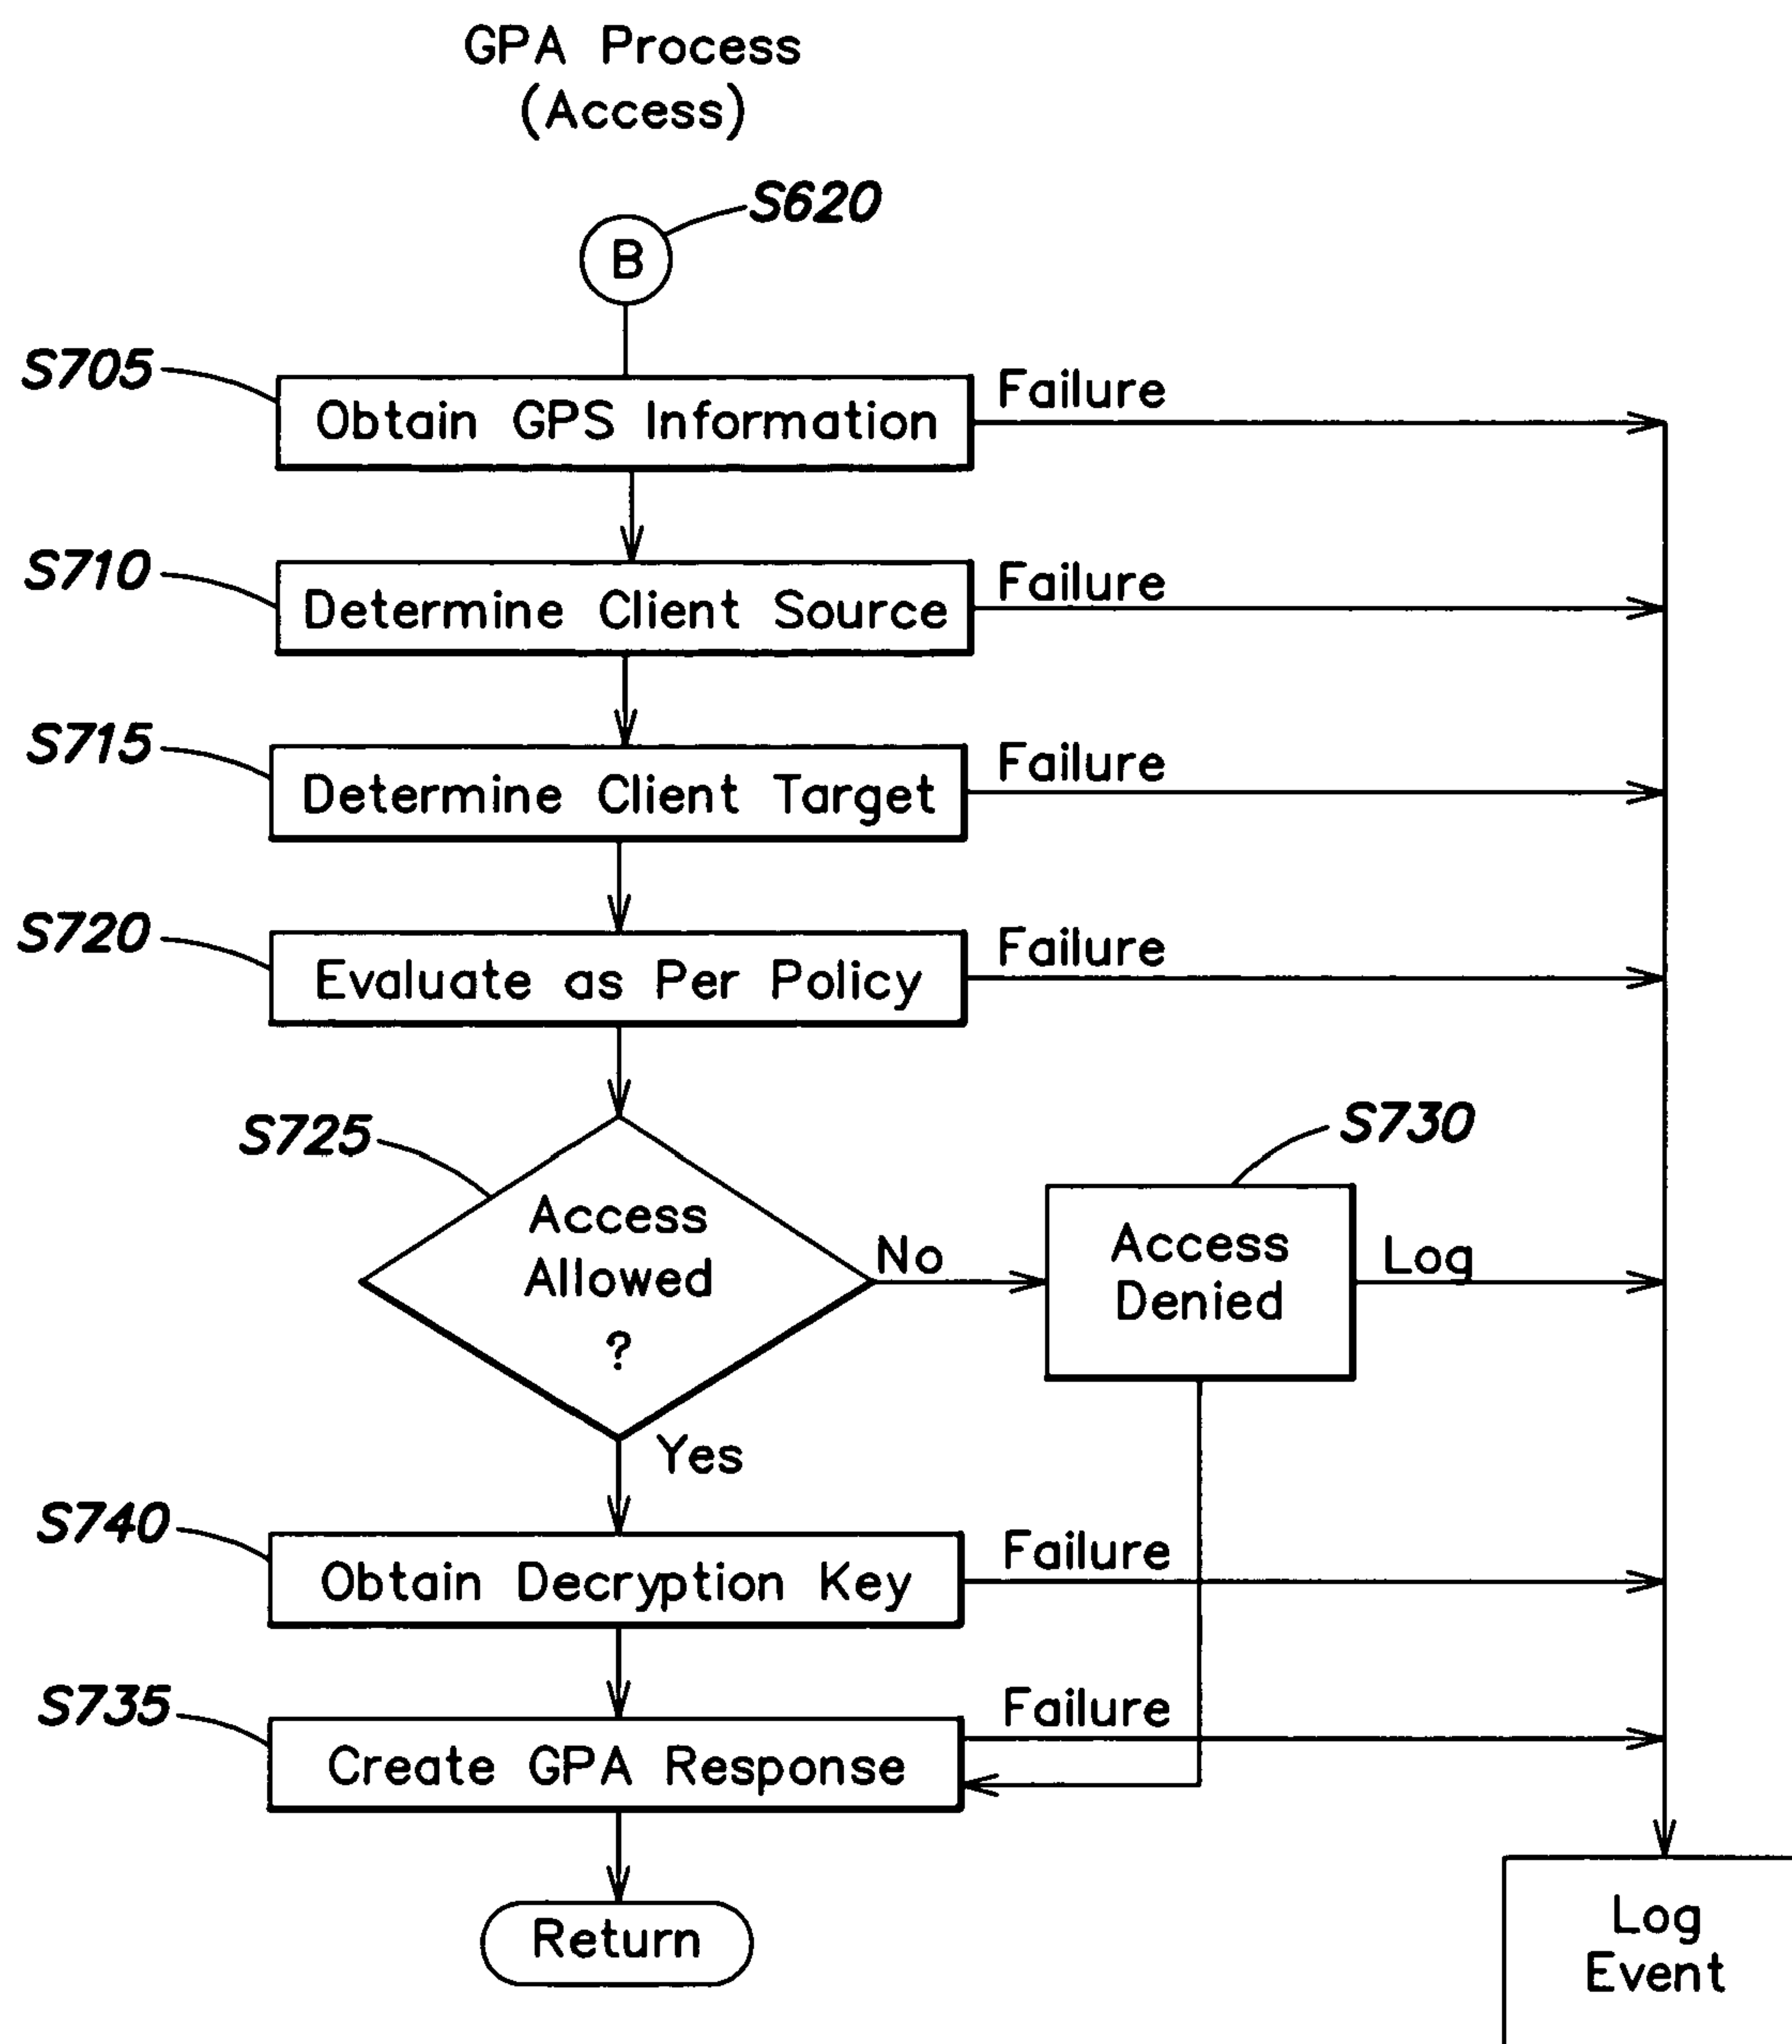 GPA Process
(Access)
S620
B
S705
Obtain GPS Information
Failure
S710
Determine Client Source
Failure
S715
Determine Client Target
Failure
S720
Evaluate as Per Policy
Failure
S725
Access
Allowed
?
No
S730
Access
Denied
Log
Yes
S740
Obtain Decryption Key
Failure
S735
Create GPA Response
Failure
Return
Log
Event